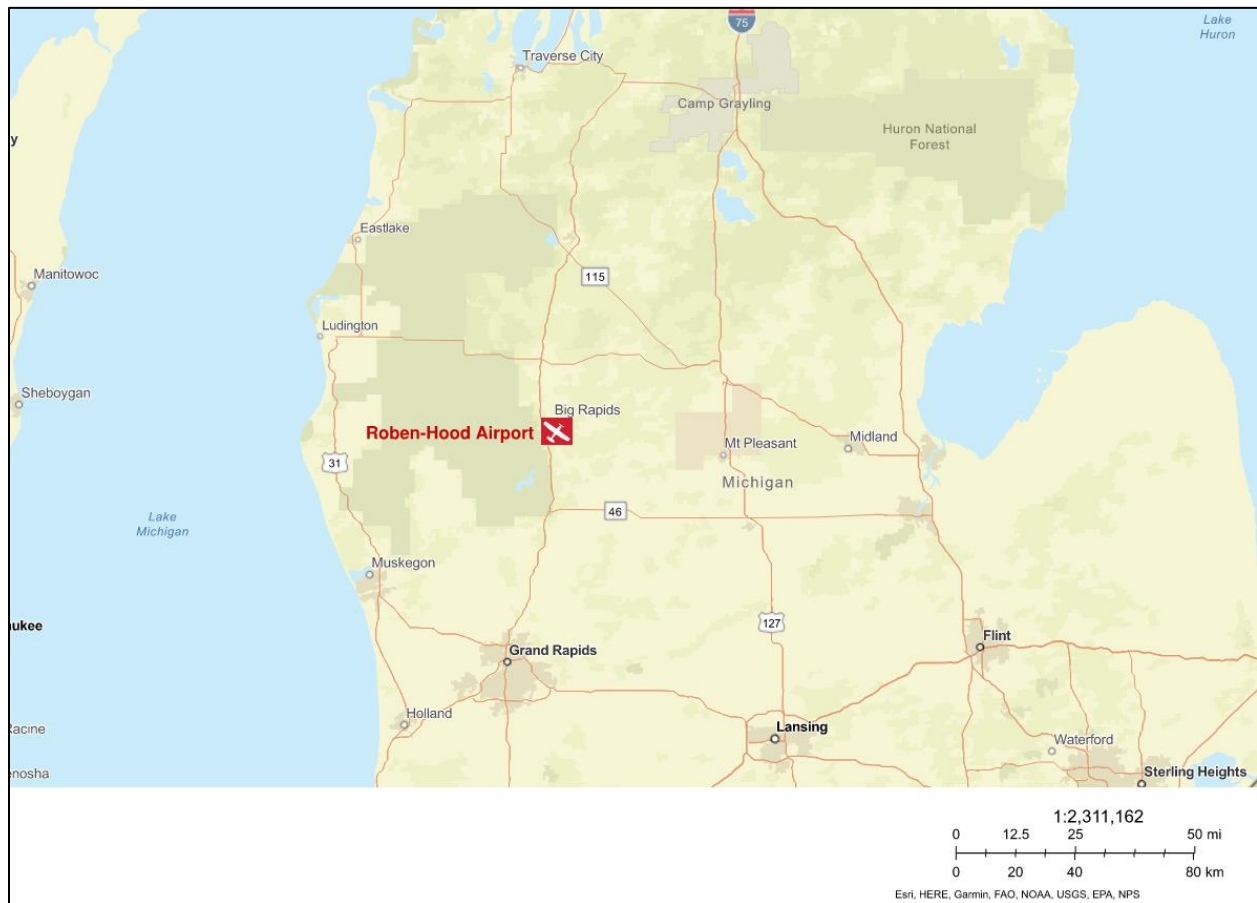 75
Lake
Huron
Traverse City
Camp Grayling
Huron National
Forest
y
Eastlake
Manitowoc
115
Ludington
Sheboygan
Big Rapids
Roben-Hood Airport
31
Mt Pleasant
Midland
Michigan
46
Lake
Michigan
Muskegon
ukee
127
Flint
Grand Rapids
Holland
Lansing
Racine
Waterford
enosha
Sterling Heights
1:2,311,162
0 12.5 25 50 mi
0 20 40 80 km
Esri, HERE, Garmin, FAO, NOAA, USGS, EPA, NPS